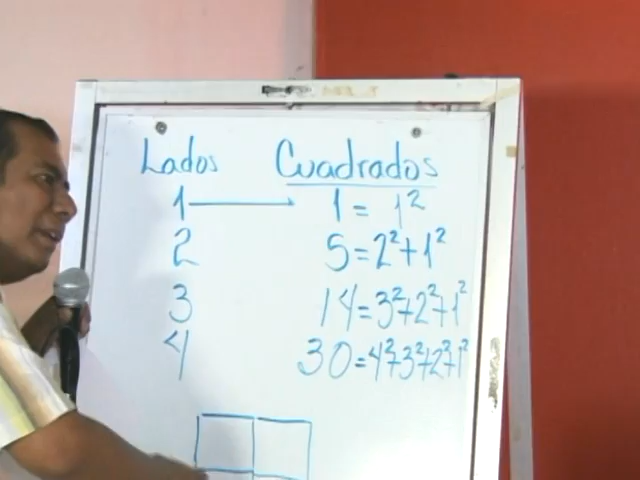 Lados Cuadrados
1 → 1 = 1²
2 5 = 2²+1²
3 14 = 3²+2²+1²
4 30 = 4²+3²+2²+1²